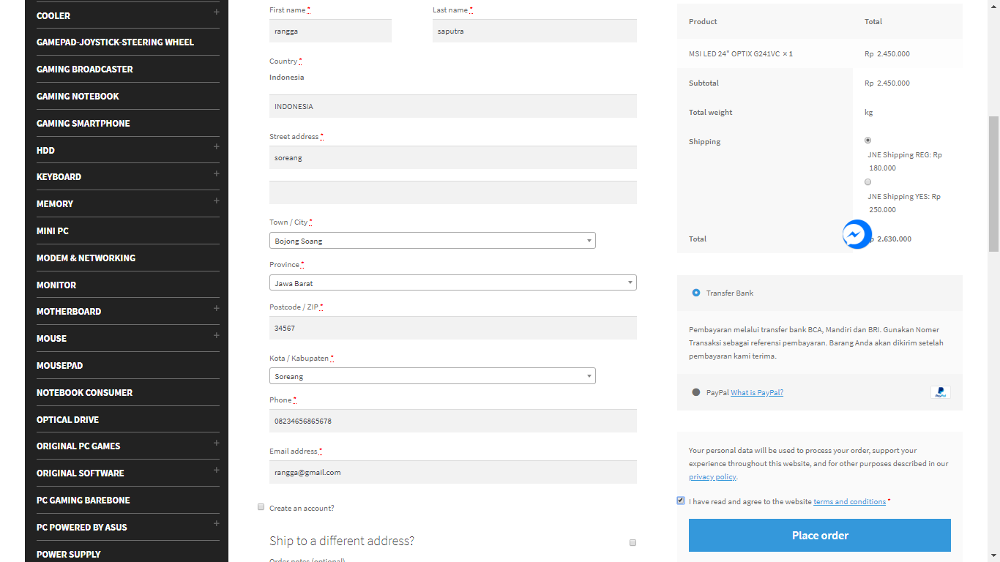 COOLER
GAMEPAD-JOYSTICK-STEERING WHEEL
GAMING BROADCASTER
GAMING NOTEBOOK
GAMING SMARTPHONE
HDD
KEYBOARD
MEMORY
MINI PC
MODEM & NETWORKING
MONITOR
MOTHERBOARD
MOUSE
MOUSEPAD
NOTEBOOK CONSUMER
OPTICAL DRIVE
ORIGINAL PC GAMES
ORIGINAL SOFTWARE
PC GAMING BAREBONE
PC POWERED BY ASUS
POWER SUPPLY
First name * Last name *
rangga saputra
Country *
Indonesia
INDONESIA
Street address *
soreang
Town / City *
Bojong Soang
Province *
Jawa Barat
Postcode / ZIP *
34567
Kota / Kabupaten *
Soreang
Phone *
08234656865678
Email address *
rangga@gmail.com
Create an account?
Ship to a different address?
Order notes (optional)
Product Total
MSI LED 24" OPTIX G241VC × 1 Rp 2.450.000
Subtotal Rp 2.450.000
Total weight kg
Shipping
JNE Shipping REG: Rp
180.000
JNE Shipping YES: Rp
250.000
Total 2.630.000
Transfer Bank
Pembayaran melalui transfer bank BCA, Mandiri dan BRI. Gunakan Nomer
Transaksi sebagai referensi pembayaran. Barang Anda akan dikirim setelah
pembayaran kami terima.
PayPal What is PayPal? PayPal
Your personal data will be used to process your order, support your
experience throughout this website, and for other purposes described in our
privacy policy.
I have read and agree to the website terms and conditions *
Place order